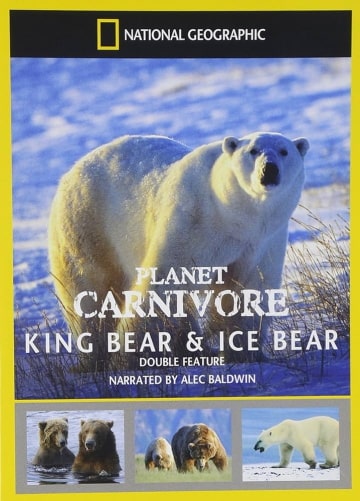 NATIONAL GEOGRAPHIC
PLANET
CARNIVORE
KING BEAR & ICE BEAR
DOUBLE FEATURE
NARRATED BY ALEC BALDWIN